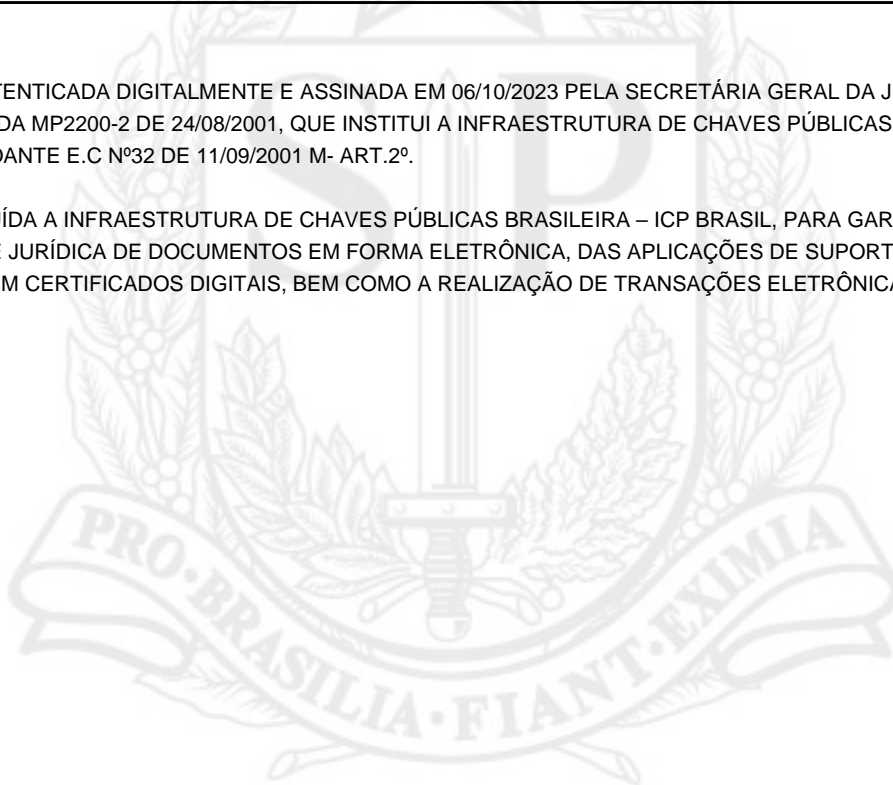 TENTICADA DIGITALMENTE E ASSINADA EM 06/10/2023 PELA SECRETÁRIA GERAL DA J
DA MP2200-2 DE 24/08/2001, QUE INSTITUI A INFRAESTRUTURA DE CHAVES PÚBLICAS
DANTE E.C Nº32 DE 11/09/2001 M- ART.2º.
ÍDA A INFRAESTRUTURA DE CHAVES PÚBLICAS BRASILEIRA – ICP BRASIL, PARA GAR
E JURÍDICA DE DOCUMENTOS EM FORMA ELETRÔNICA, DAS APLICAÇÕES DE SUPORT
M CERTIFICADOS DIGITAIS, BEM COMO A REALIZAÇÃO DE TRANSAÇÕES ELETRÔNICA
SP
PRO·BRASILIA·FIANT·EXIMIA